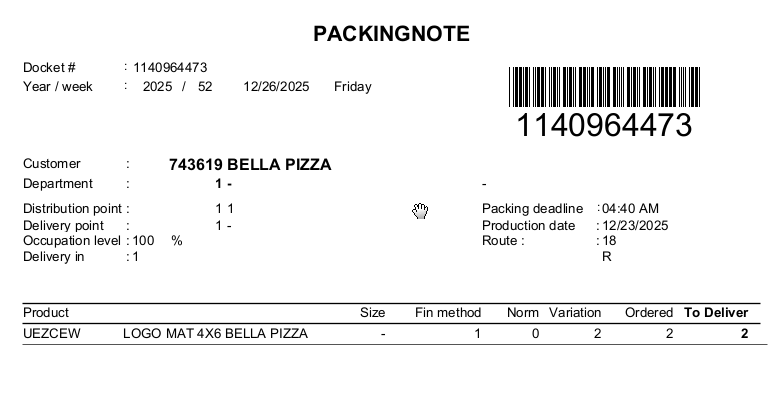 PACKINGNOTE
Docket # : 1140964473
Year / week : 2025 / 52 12/26/2025 Friday
1140964473
Customer : 743619 BELLA PIZZA
Department : 1 - -
Distribution point : 1 1 Packing deadline : 04:40 AM
Delivery point : 1 - Production date : 12/23/2025
Occupation level : 100 % Route : : 18
Delivery in : 1 R
Product Size Fin method Norm Variation Ordered To Deliver
UEZCEW LOGO MAT 4X6 BELLA PIZZA - 1 0 2 2 2